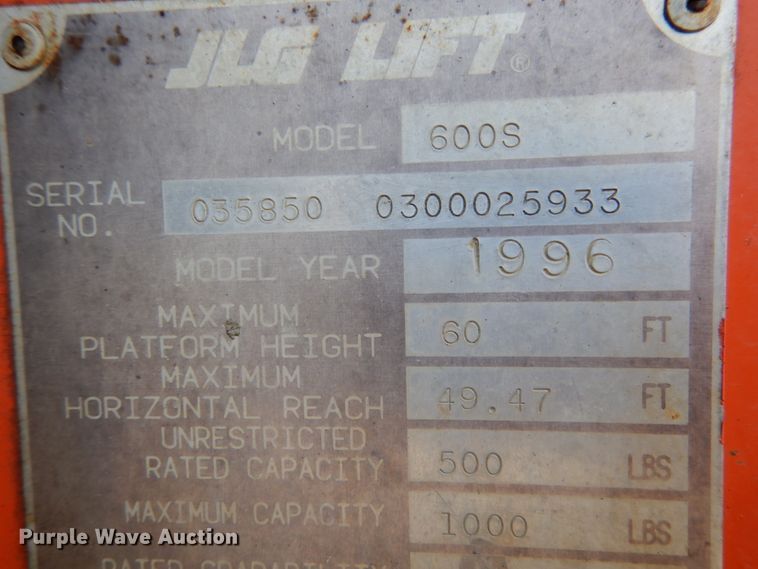 JLG LIFT®
MODEL 600S
SERIAL NO. 035850 0300025933
MODEL YEAR 1996
MAXIMUM PLATFORM HEIGHT 60 FT
MAXIMUM HORIZONTAL REACH 49.47 FT
UNRESTRICTED RATED CAPACITY 500 LBS
MAXIMUM CAPACITY 1000 LBS
RATED
Purple Wave Auction